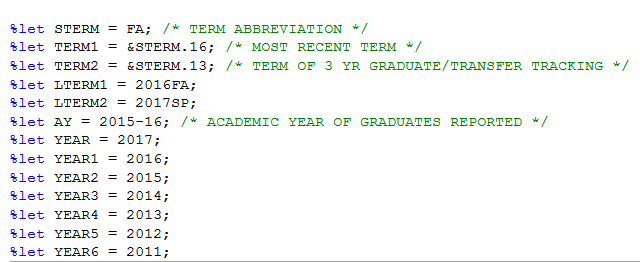 %let STERM = FA; /* TERM ABBREVIATION */
%let TERM1 = &STERM.16; /* MOST RECENT TERM */
%let TERM2 = &STERM.13; /* TERM OF 3 YR GRADUATE/TRANSFER TRACKING */
%let LTERM1 = 2016FA;
%let LTERM2 = 2017SP;
%let AY = 2015-16; /* ACADEMIC YEAR OF GRADUATES REPORTED */
%let YEAR = 2017;
%let YEAR1 = 2016;
%let YEAR2 = 2015;
%let YEAR3 = 2014;
%let YEAR4 = 2013;
%let YEAR5 = 2012;
%let YEAR6 = 2011;